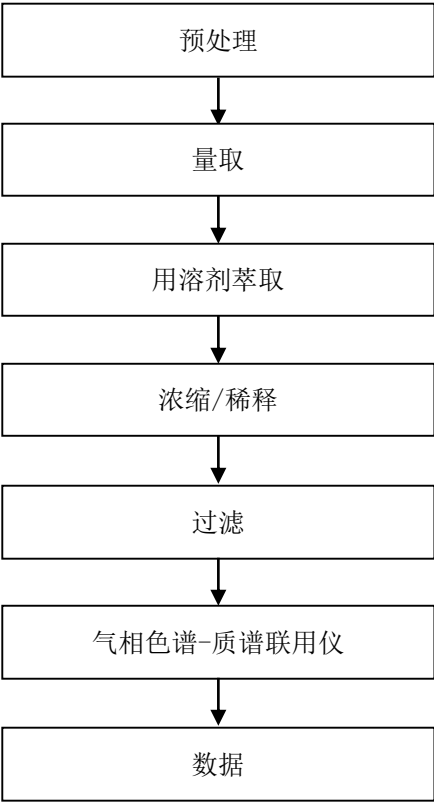 预处理
量取
用溶剂萃取
浓缩/稀释
过滤
气相色谱-质谱联用仪
数据